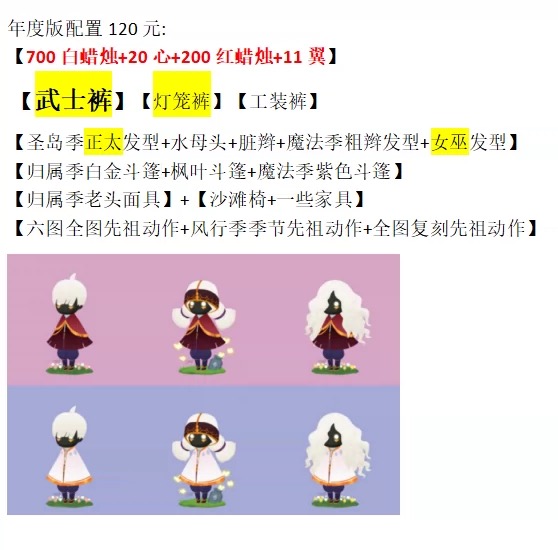 年度版配置 120 元:
【700 白蜡烛+20 心+200 红蜡烛+11 翼】
【武士裤】【灯笼裤】【工装裤】
【圣岛季正太发型+水母头+脏辫+魔法季粗辫发型+女巫发型】
【归属季白金斗篷+枫叶斗篷+魔法季紫色斗篷】
【归属季老头面具】+【沙滩椅+一些家具】
【六图全图先祖动作+风行季季节先祖动作+全图复刻先祖动作】